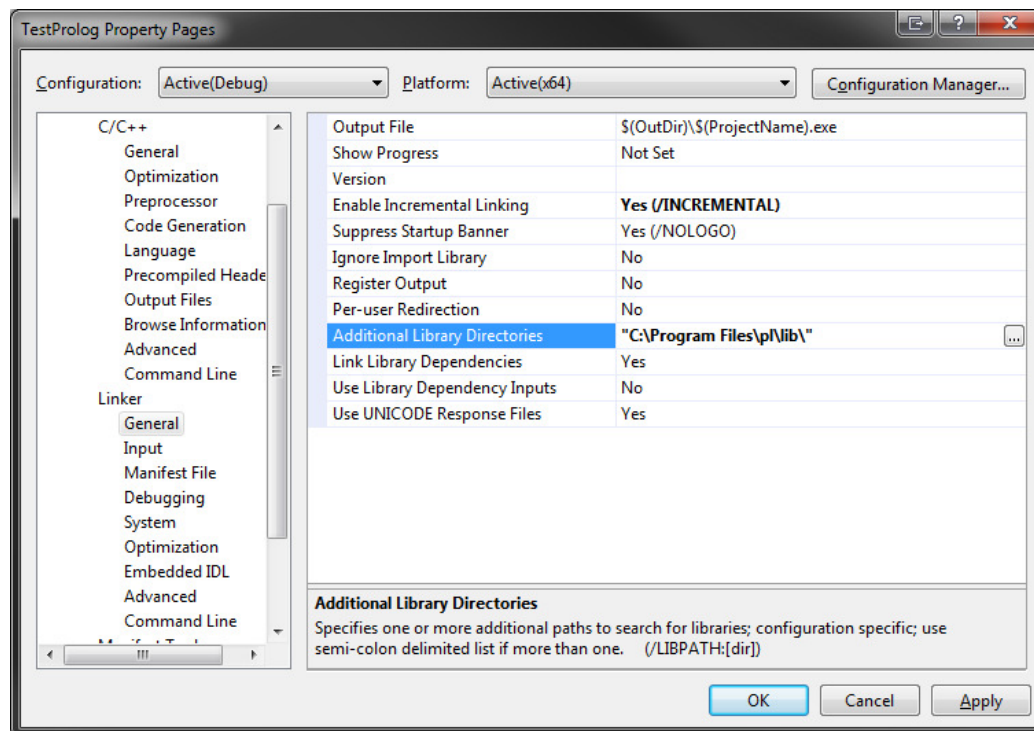 TestProlog Property Pages
Configuration: Active(Debug) Platform: Active(x64) Configuration Manager...
C/C++
General
Optimization
Preprocessor
Code Generation
Language
Precompiled Heade
Output Files
Browse Information
Advanced
Command Line
Linker
General
Input
Manifest File
Debugging
System
Optimization
Embedded IDL
Advanced
Command Line
Output File $(OutDir)\$(ProjectName).exe
Show Progress Not Set
Version
Enable Incremental Linking Yes (/INCREMENTAL)
Suppress Startup Banner Yes (/NOLOGO)
Ignore Import Library No
Register Output No
Per-user Redirection No
Additional Library Directories "C:\Program Files\pl\lib\" ...
Link Library Dependencies Yes
Use Library Dependency Inputs No
Use UNICODE Response Files Yes
Additional Library Directories
Specifies one or more additional paths to search for libraries; configuration specific; use
semi-colon delimited list if more than one. (/LIBPATH:[dir])
OK Cancel Apply